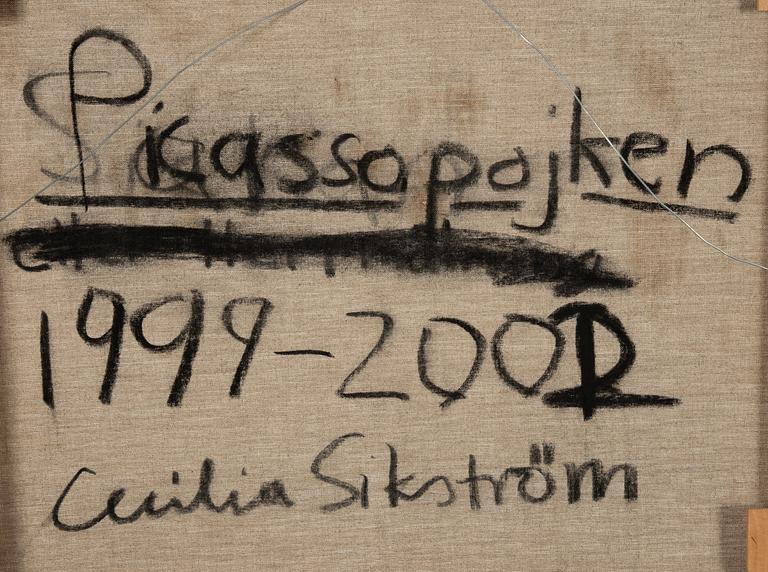 Picassopojken
1999-2002
Cecilia Sikström